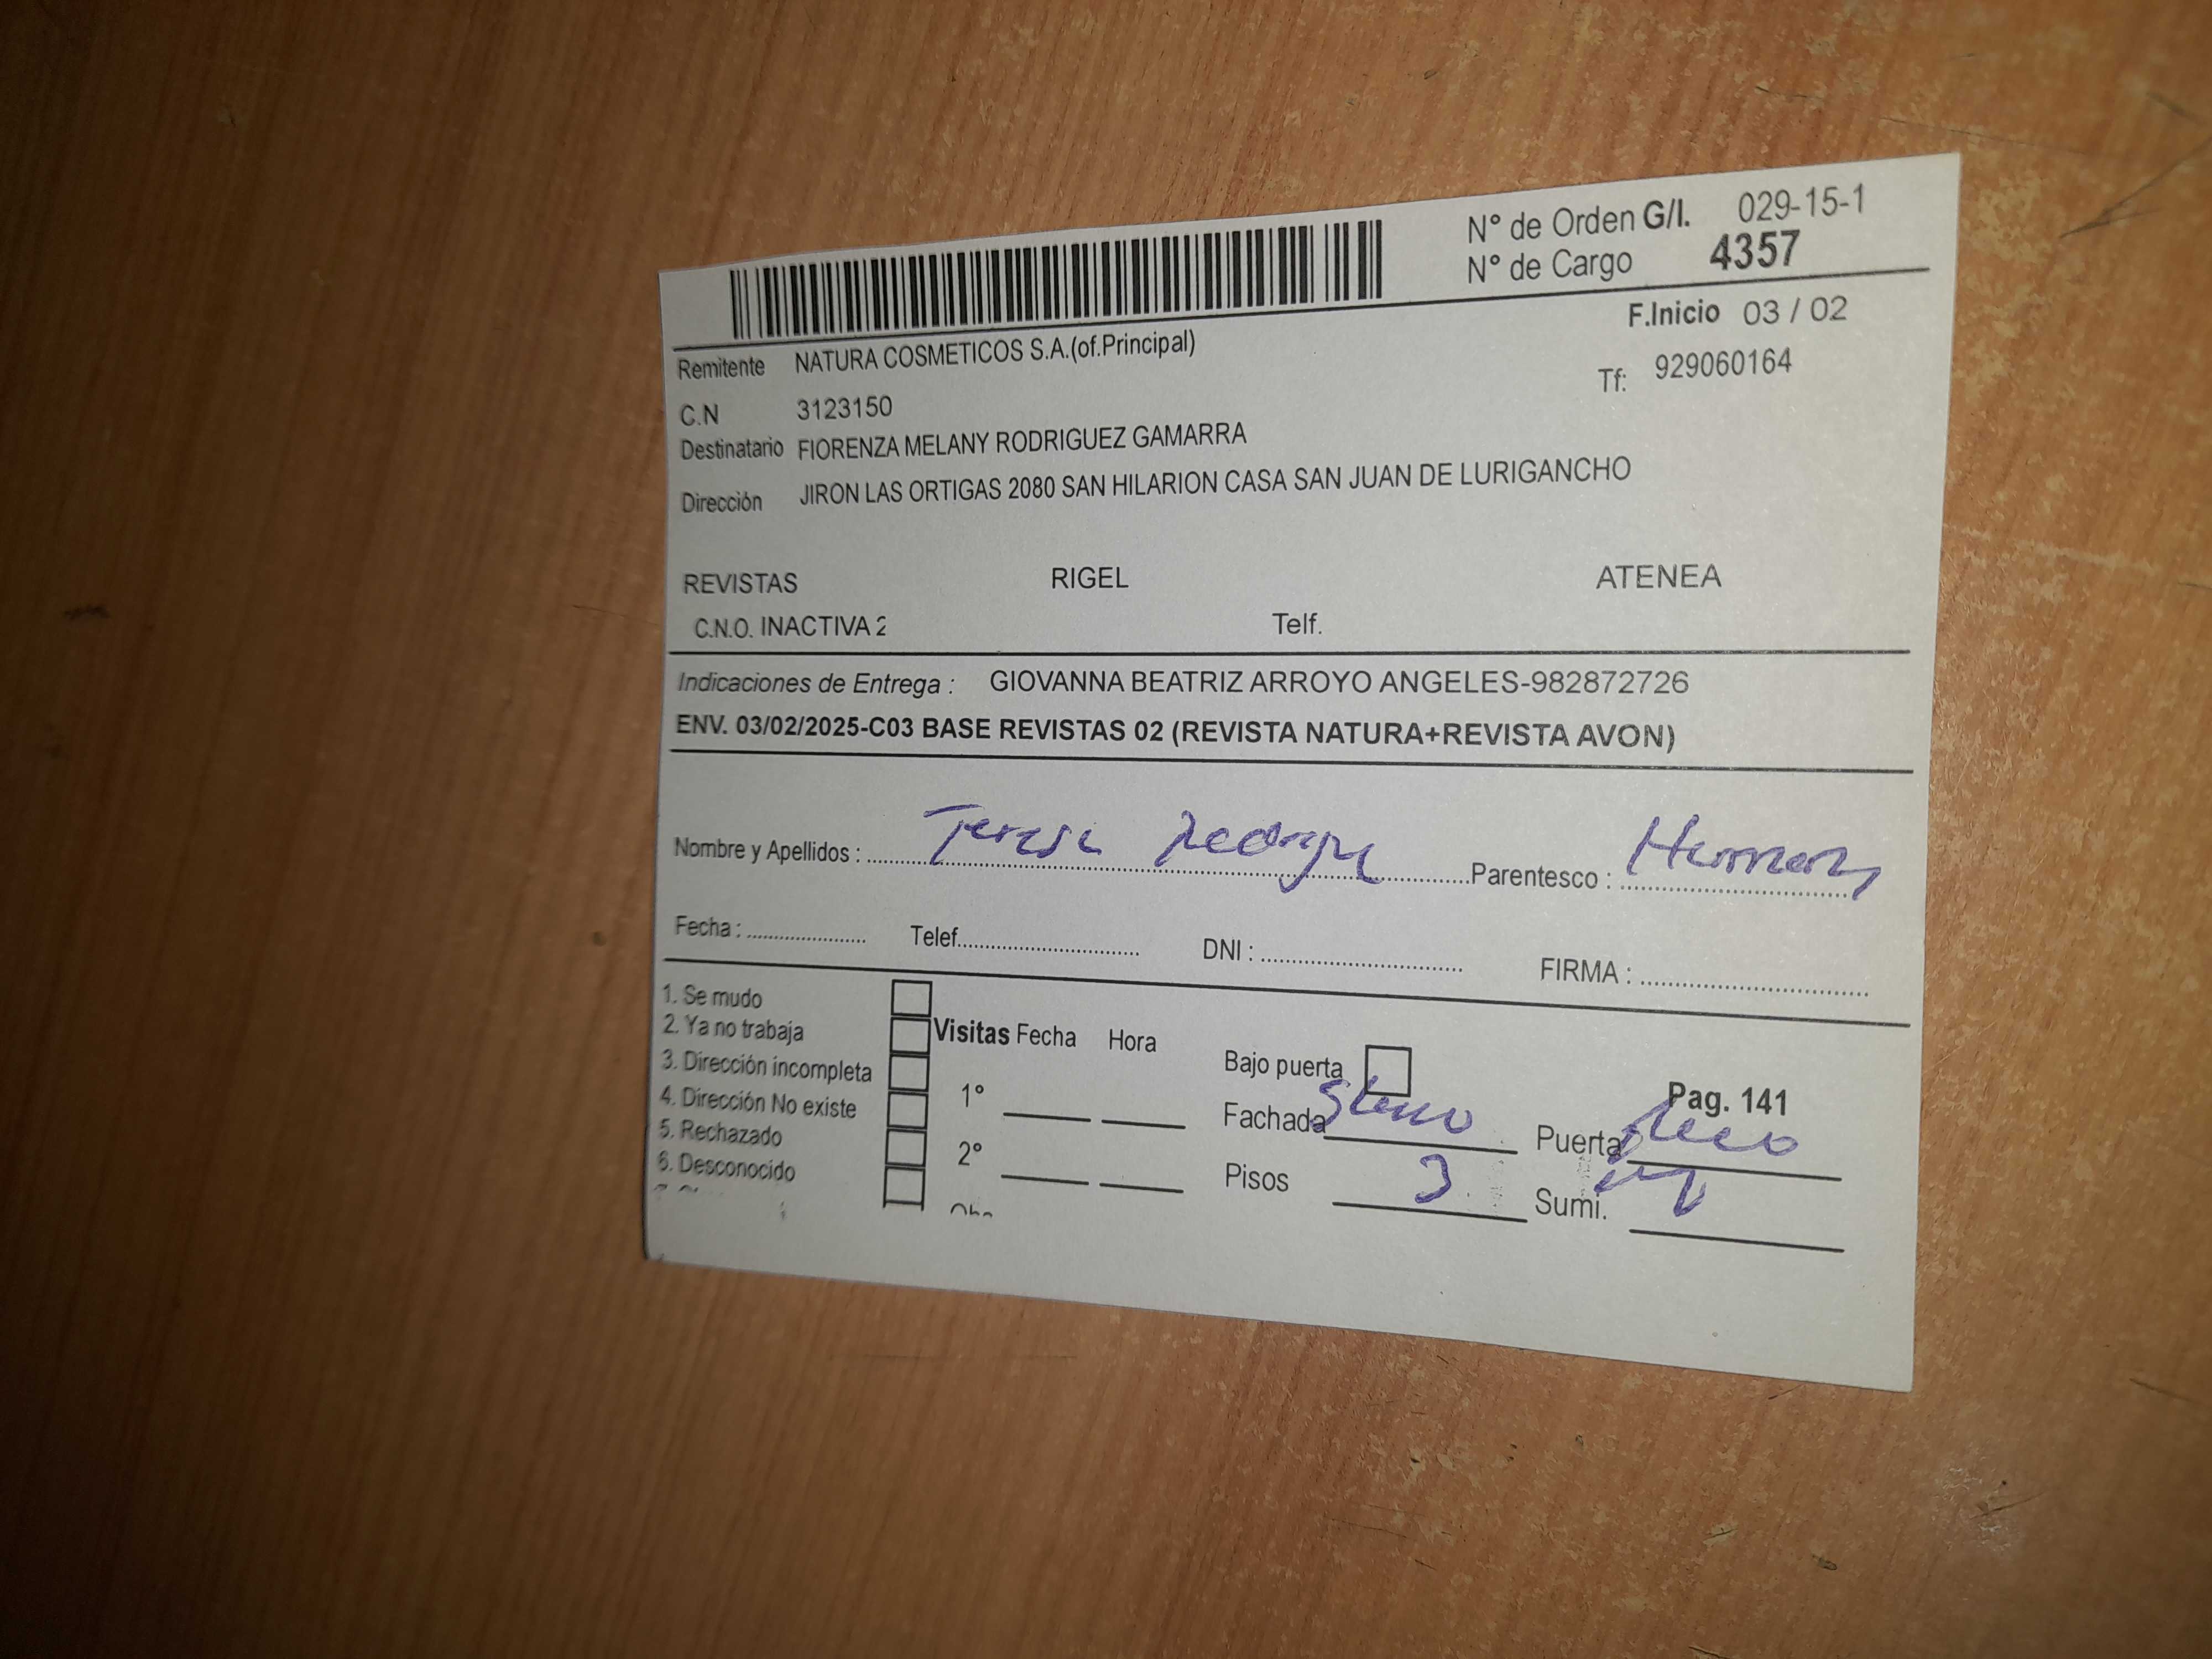 N° de Orden G/I. 029-15-1
N° de Cargo 4357
F.Inicio 03 / 02
Remitente NATURA COSMETICOS S.A.(of.Principal)
Tf: 929060164
C.N 3123150
Destinatario FIORENZA MELANY RODRIGUEZ GAMARRA
Dirección JIRON LAS ORTIGAS 2080 SAN HILARION CASA SAN JUAN DE LURIGANCHO
REVISTAS RIGEL ATENEA
C.N.O. INACTIVA 2 Telf.
Indicaciones de Entrega : GIOVANNA BEATRIZ ARROYO ANGELES-982872726
ENV. 03/02/2025-C03 BASE REVISTAS 02 (REVISTA NATURA+REVISTA AVON)
Nombre y Apellidos : Teresa Parentesco :
Fecha : Telef. DNI : FIRMA :
1. Se mudo
2. Ya no trabaja
3. Dirección incompleta
4. Dirección No existe
5. Rechazado
6. Desconocido
Visitas Fecha Hora
1°
2°
Bajo puerta
Pag. 141
Fachada Puerta
Pisos 3 Sumi.